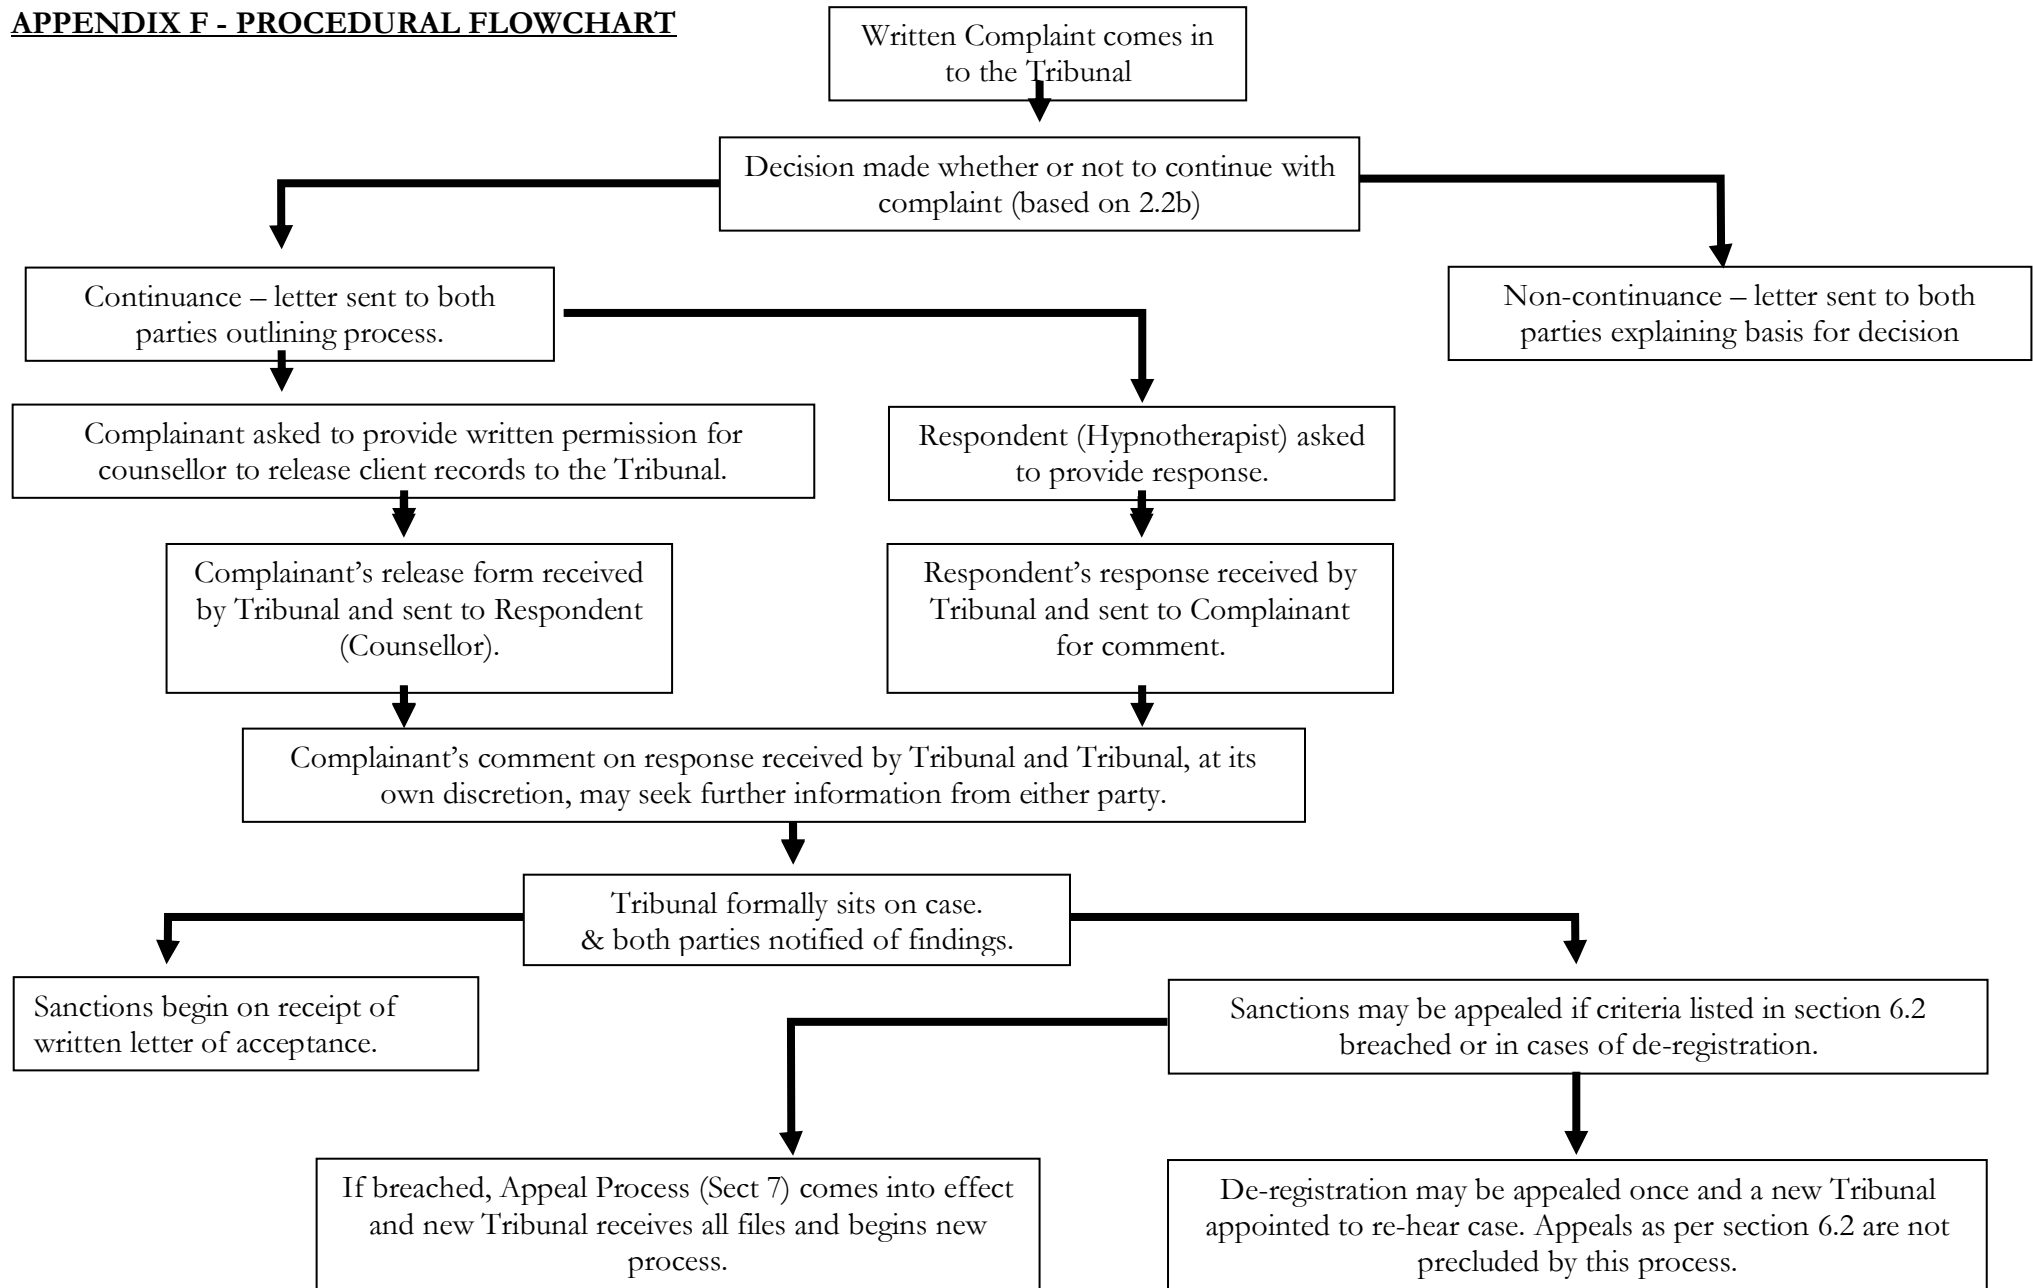 APPENDIX F - PROCEDURAL FLOWCHART
Written Complaint comes in
to the Tribunal
Decision made whether or not to continue with
complaint (based on 2.2b)
Continuance – letter sent to both
parties outlining process.
Non-continuance – letter sent to both
parties explaining basis for decision
Complainant asked to provide written permission for
counsellor to release client records to the Tribunal.
Respondent (Hypnotherapist) asked
to provide response.
Complainant’s release form received
by Tribunal and sent to Respondent
(Counsellor).
Respondent’s response received by
Tribunal and sent to Complainant
for comment.
Complainant’s comment on response received by Tribunal and Tribunal, at its
own discretion, may seek further information from either party.
Tribunal formally sits on case.
& both parties notified of findings.
Sanctions begin on receipt of
written letter of acceptance.
Sanctions may be appealed if criteria listed in section 6.2
breached or in cases of de-registration.
If breached, Appeal Process (Sect 7) comes into effect
and new Tribunal receives all files and begins new
process.
De-registration may be appealed once and a new Tribunal
appointed to re-hear case. Appeals as per section 6.2 are not
precluded by this process.